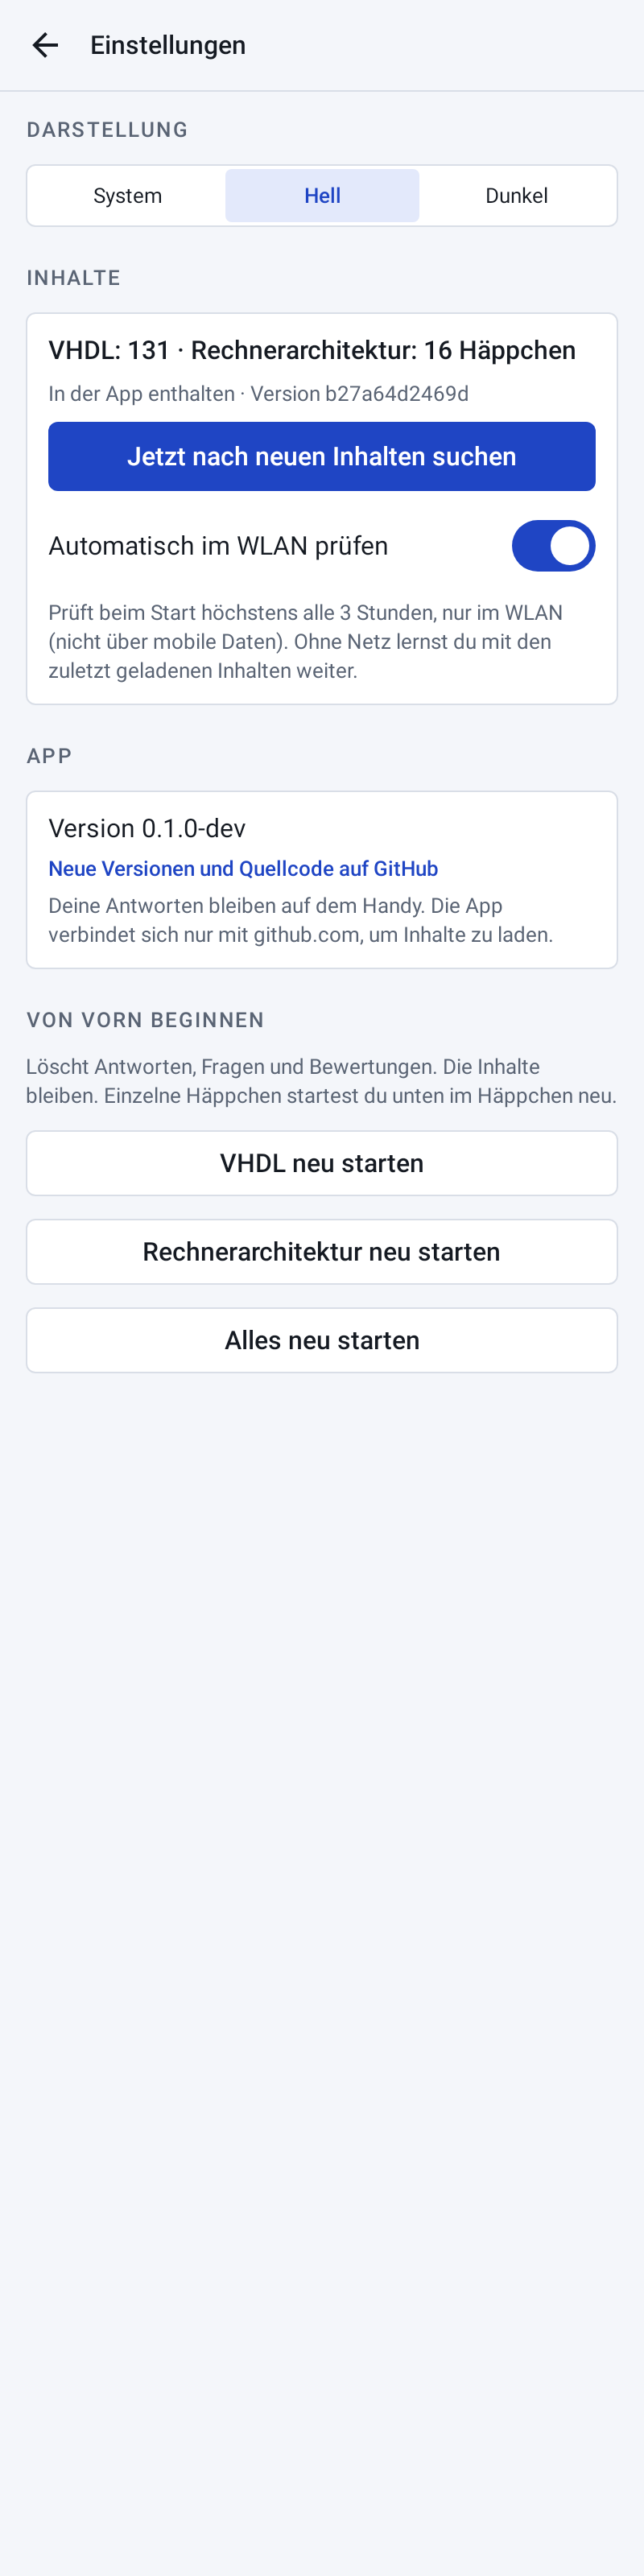 Einstellungen
DARSTELLUNG
System
Hell
Dunkel
INHALTE
VHDL: 131 · Rechnerarchitektur: 16 Häppchen
In der App enthalten · Version b27a64d2469d
Jetzt nach neuen Inhalten suchen
Automatisch im WLAN prüfen
Prüft beim Start höchstens alle 3 Stunden, nur im WLAN
(nicht über mobile Daten). Ohne Netz lernst du mit den
zuletzt geladenen Inhalten weiter.
APP
Version 0.1.0-dev
Neue Versionen und Quellcode auf GitHub
Deine Antworten bleiben auf dem Handy. Die App
verbindet sich nur mit github.com, um Inhalte zu laden.
VON VORN BEGINNEN
Löscht Antworten, Fragen und Bewertungen. Die Inhalte
bleiben. Einzelne Häppchen startest du unten im Häppchen neu.
VHDL neu starten
Rechnerarchitektur neu starten
Alles neu starten